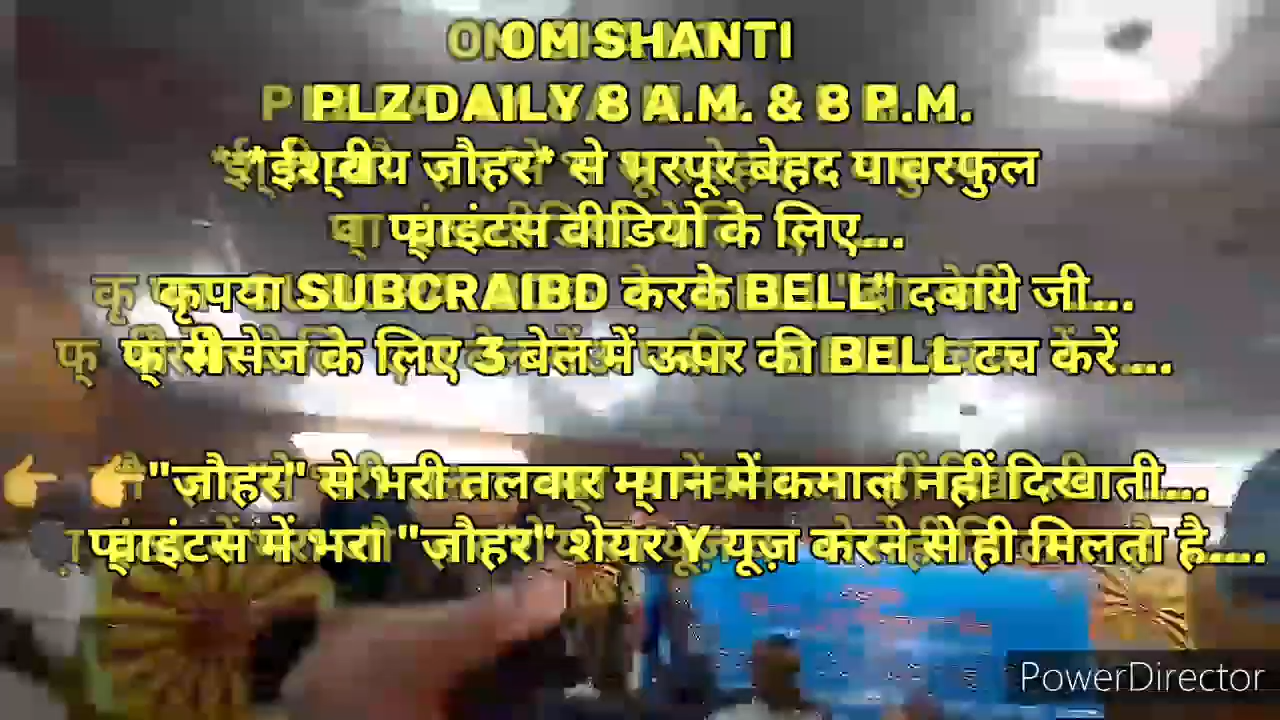 OM SHANTI
PLZ DAILY 8 A.M. & 8 P.M.
*ईश्वरीय ज़ौहर* से भरपूर बेहद पावरफुल
प्वाइंटस वीडियो के लिए...
कृपया SUBCRAIBD करके BELL" दबाये जी...
फ्री मैसेज के लिए 3 बेल में ऊपर की BELL टच करें....
👉 "ज़ौहर" से भरी तलवार म्यान में कमाल नहीं दिखाती....
प्वाइंटस में भरा "ज़ौहर" शेयर Y यूज़ करने से ही मिलता है....
PowerDirector